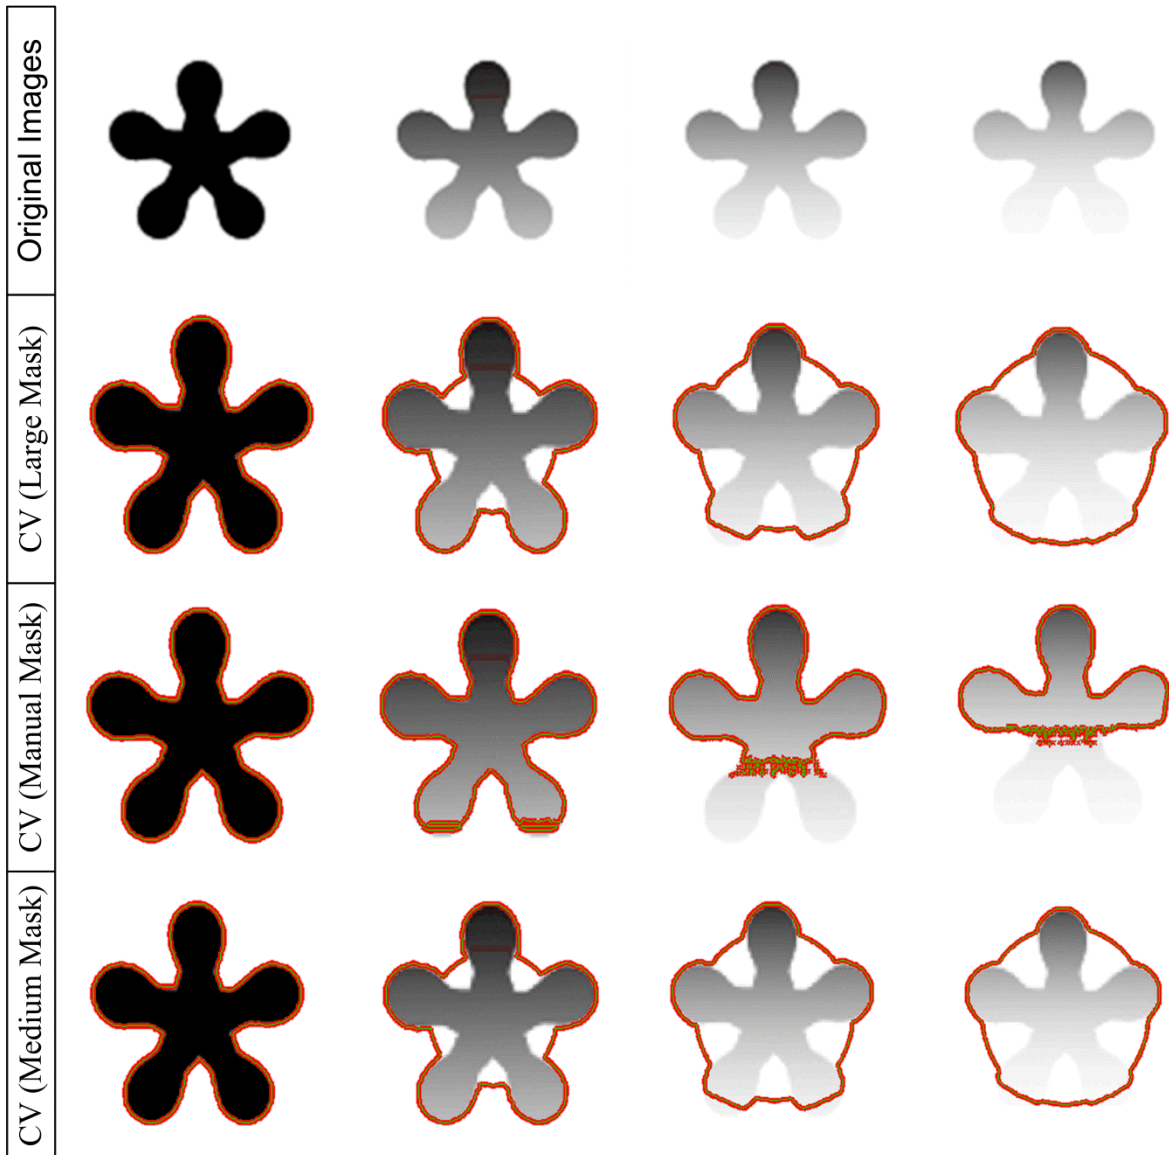 Original Images
CV (Large Mask)
CV (Manual Mask)
CV (Medium Mask)